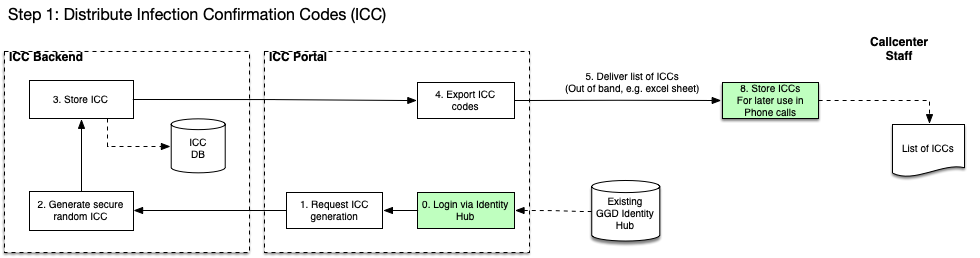 Step 1: Distribute Infection Confirmation Codes (ICC)
ICC Backend
ICC Portal
Callcenter
Staff
3. Store ICC
4. Export ICC
codes
5. Deliver list of ICCs
(Out of band, e.g. excel sheet)
8. Store ICCs
For later use in
Phone calls
ICC
DB
List of ICCs
2. Generate secure
random ICC
1. Request ICC
generation
0. Login via Identity
Hub
Existing
GGD Identity
Hub